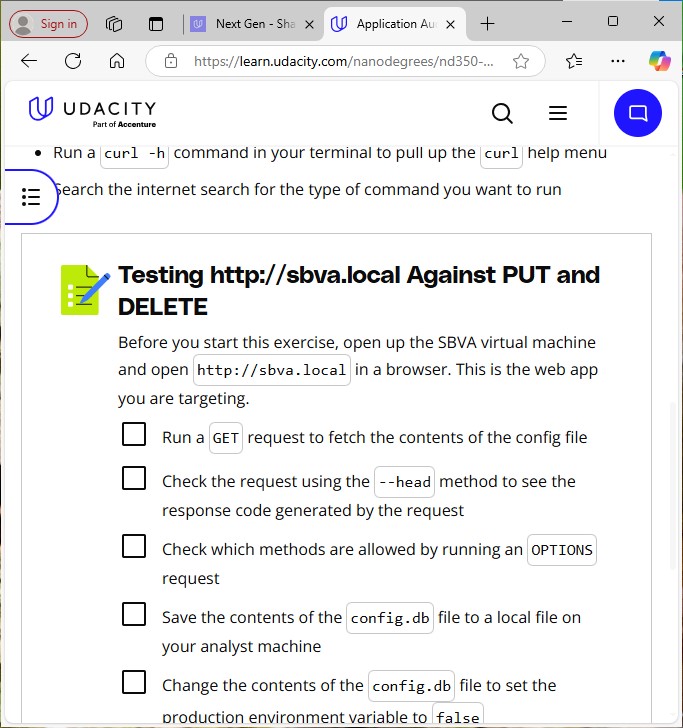 Sign in
Next Gen - Sha
Application Au
https://learn.udacity.com/nanodegrees/nd350-...
UDACITY
Part of Accenture
Run a curl -h command in your terminal to pull up the curl help menu
Search the internet search for the type of command you want to run
Testing http://sbva.local Against PUT and
DELETE
Before you start this exercise, open up the SBVA virtual machine
and open http://sbva.local in a browser. This is the web app
you are targeting.
Run a GET request to fetch the contents of the config file
Check the request using the --head method to see the
response code generated by the request
Check which methods are allowed by running an OPTIONS
request
Save the contents of the config.db file to a local file on
your analyst machine
Change the contents of the config.db file to set the
production environment variable to false